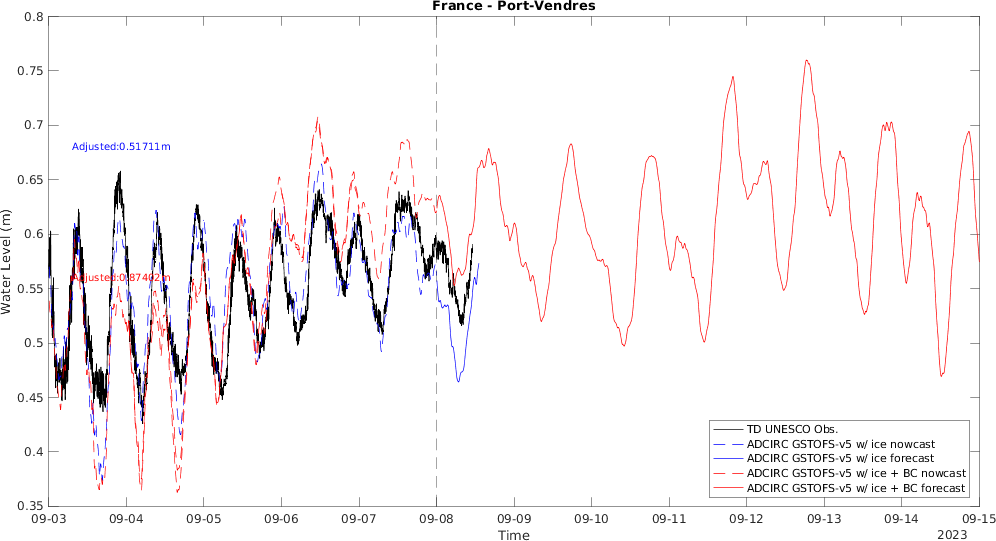 France - Port-Vendres
0.8
0.75
0.7
0.65
0.6
0.55
0.5
0.45
0.4
0.35
Water Level (m)
Adjusted:0.51711m
Adjusted:0.87402m
TD UNESCO Obs.
ADCIRC GSTOFS-v5 w/ ice nowcast
ADCIRC GSTOFS-v5 w/ ice forecast
ADCIRC GSTOFS-v5 w/ ice + BC nowcast
ADCIRC GSTOFS-v5 w/ ice + BC forecast
09-03 09-04 09-05 09-06 09-07 09-08 09-09 09-10 09-11 09-12 09-13 09-14 09-15
Time
2023